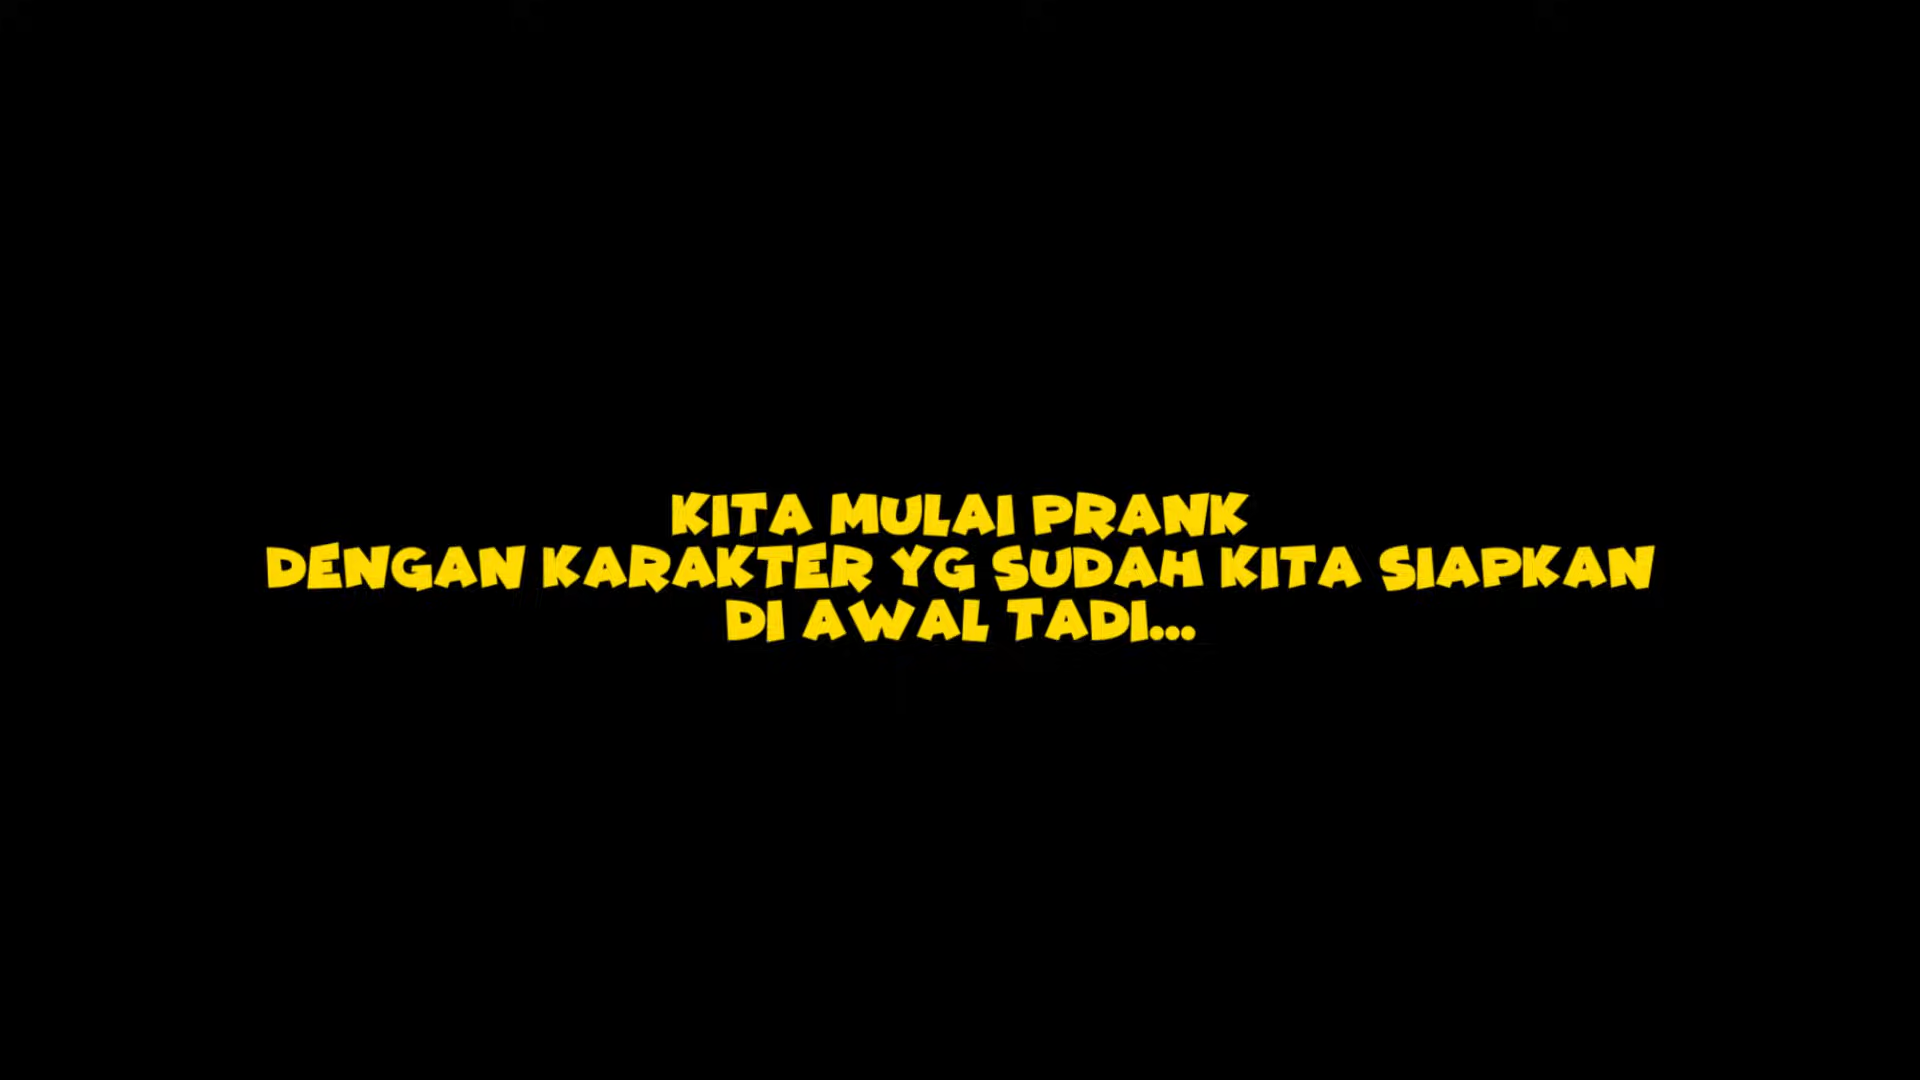 KITA MULAI PRANK
DENGAN KARAKTER YG SUDAH KITA SIAPKAN
DI AWAL TADI...